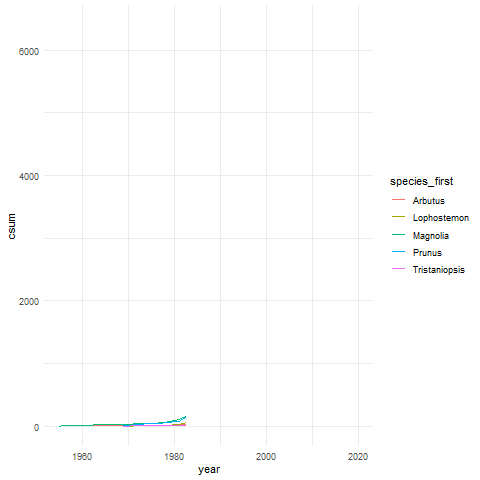 6000
4000
2000
0
csum
1960 1980 2000 2020
year
species_first
Arbutus
Lophostemon
Magnolia
Prunus
Tristaniopsis